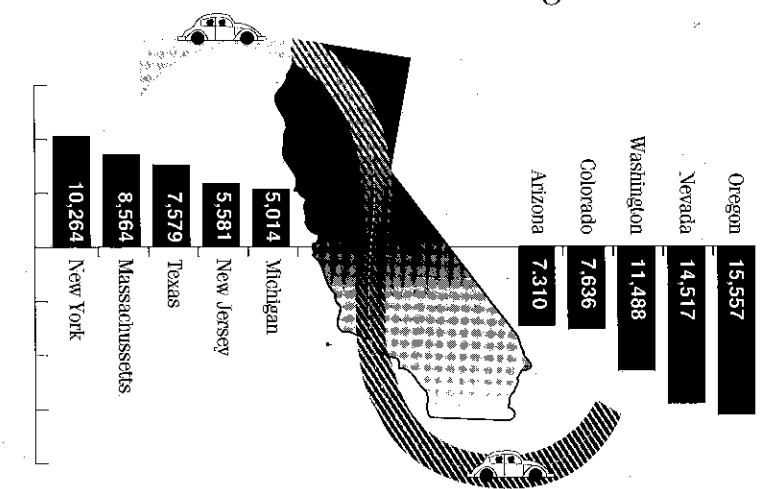 Oregon 15,557
Nevada 14,517
Washington 11,488
Colorado 7,636
Arizona 7.310
5,014 Michigan
5,581 New Jersey
7,579 Texas
8,564 Massachussetts
10,264 New York